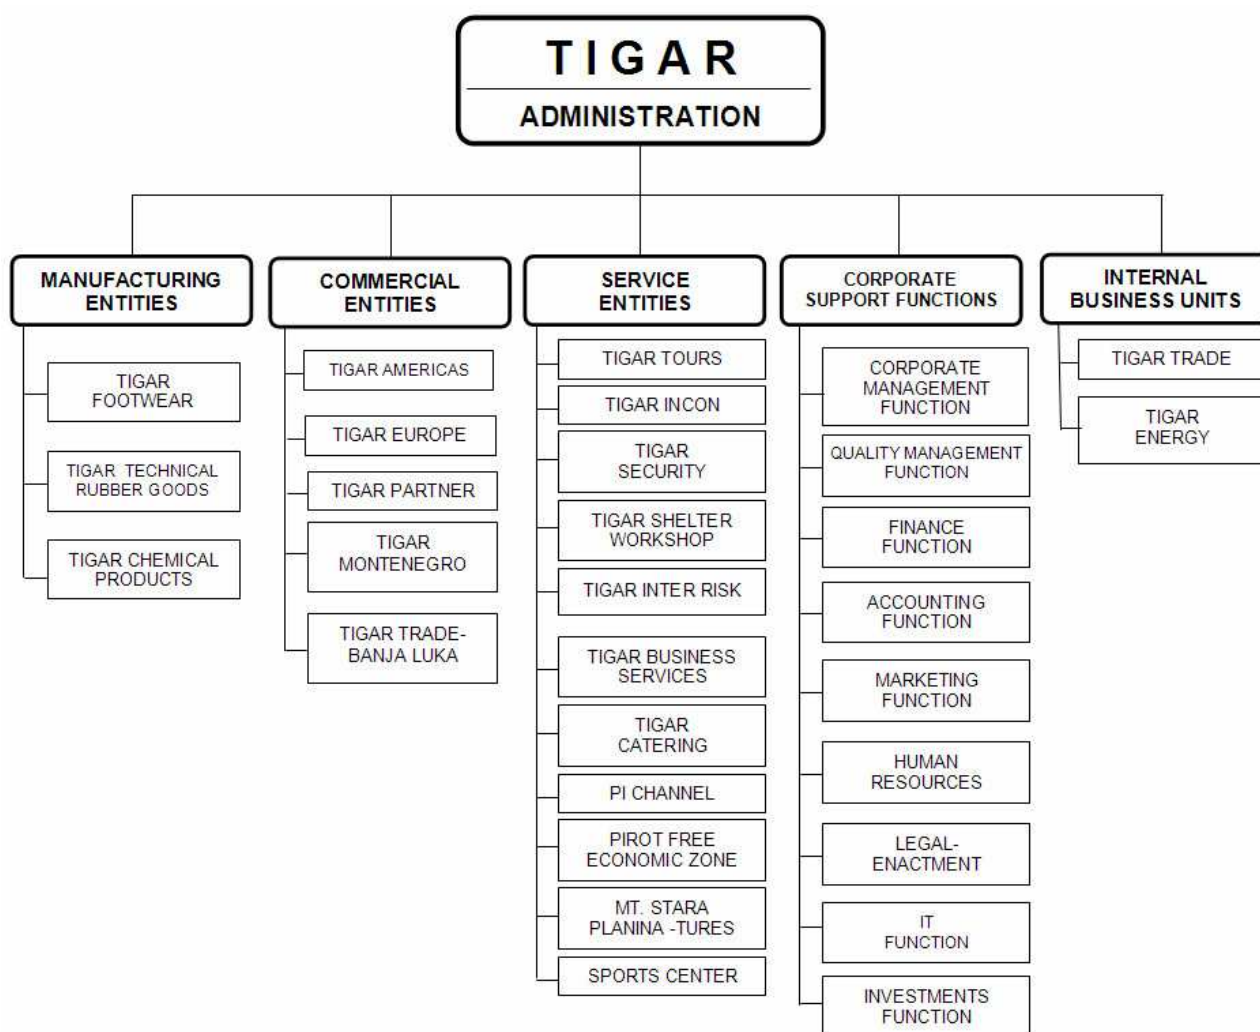 T I G A R
ADMINISTRATION
MANUFACTURING
ENTITIES
TIGAR
FOOTWEAR
TIGAR TECHNICAL
RUBBER GOODS
TIGAR CHEMICAL
PRODUCTS
COMMERCIAL
ENTITIES
TIGAR AMERICAS
TIGAR EUROPE
TIGAR PARTNER
TIGAR
MONTENEGRO
TIGAR TRADE-
BANJA LUKA
SERVICE
ENTITIES
TIGAR TOURS
TIGAR INCON
TIGAR
SECURITY
TIGAR SHELTER
WORKSHOP
TIGAR INTER RISK
TIGAR BUSINESS
SERVICES
TIGAR
CATERING
PI CHANNEL
PIROT FREE
ECONOMIC ZONE
MT. STARA
PLANINA -TURES
SPORTS CENTER
CORPORATE
SUPPORT FUNCTIONS
CORPORATE
MANAGEMENT
FUNCTION
QUALITY MANAGEMENT
FUNCTION
FINANCE
FUNCTION
ACCOUNTING
FUNCTION
MARKETING
FUNCTION
HUMAN
RESOURCES
LEGAL-
ENACTMENT
IT
FUNCTION
INVESTMENTS
FUNCTION
INTERNAL
BUSINESS UNITS
TIGAR TRADE
TIGAR
ENERGY